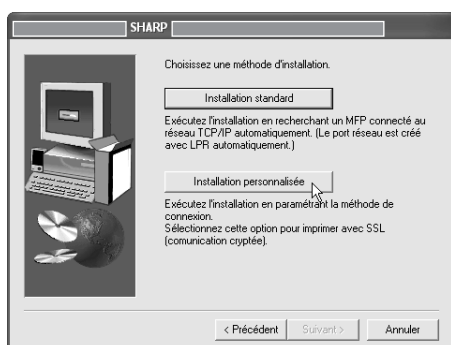 SHARP
Choisissez une méthode d'installation.
Installation standard
Exécutez l'installation en recherchant un MFP connecté au
réseau TCP/IP automatiquement. (Le port réseau est créé
avec LPR automatiquement.)
Installation personnalisée
Exécutez l'installation en paramétrant la méthode de
connexion.
Sélectionnez cette option pour imprimer avec SSL
(comunication cryptée).
< Précédent
Suivant >
Annuler